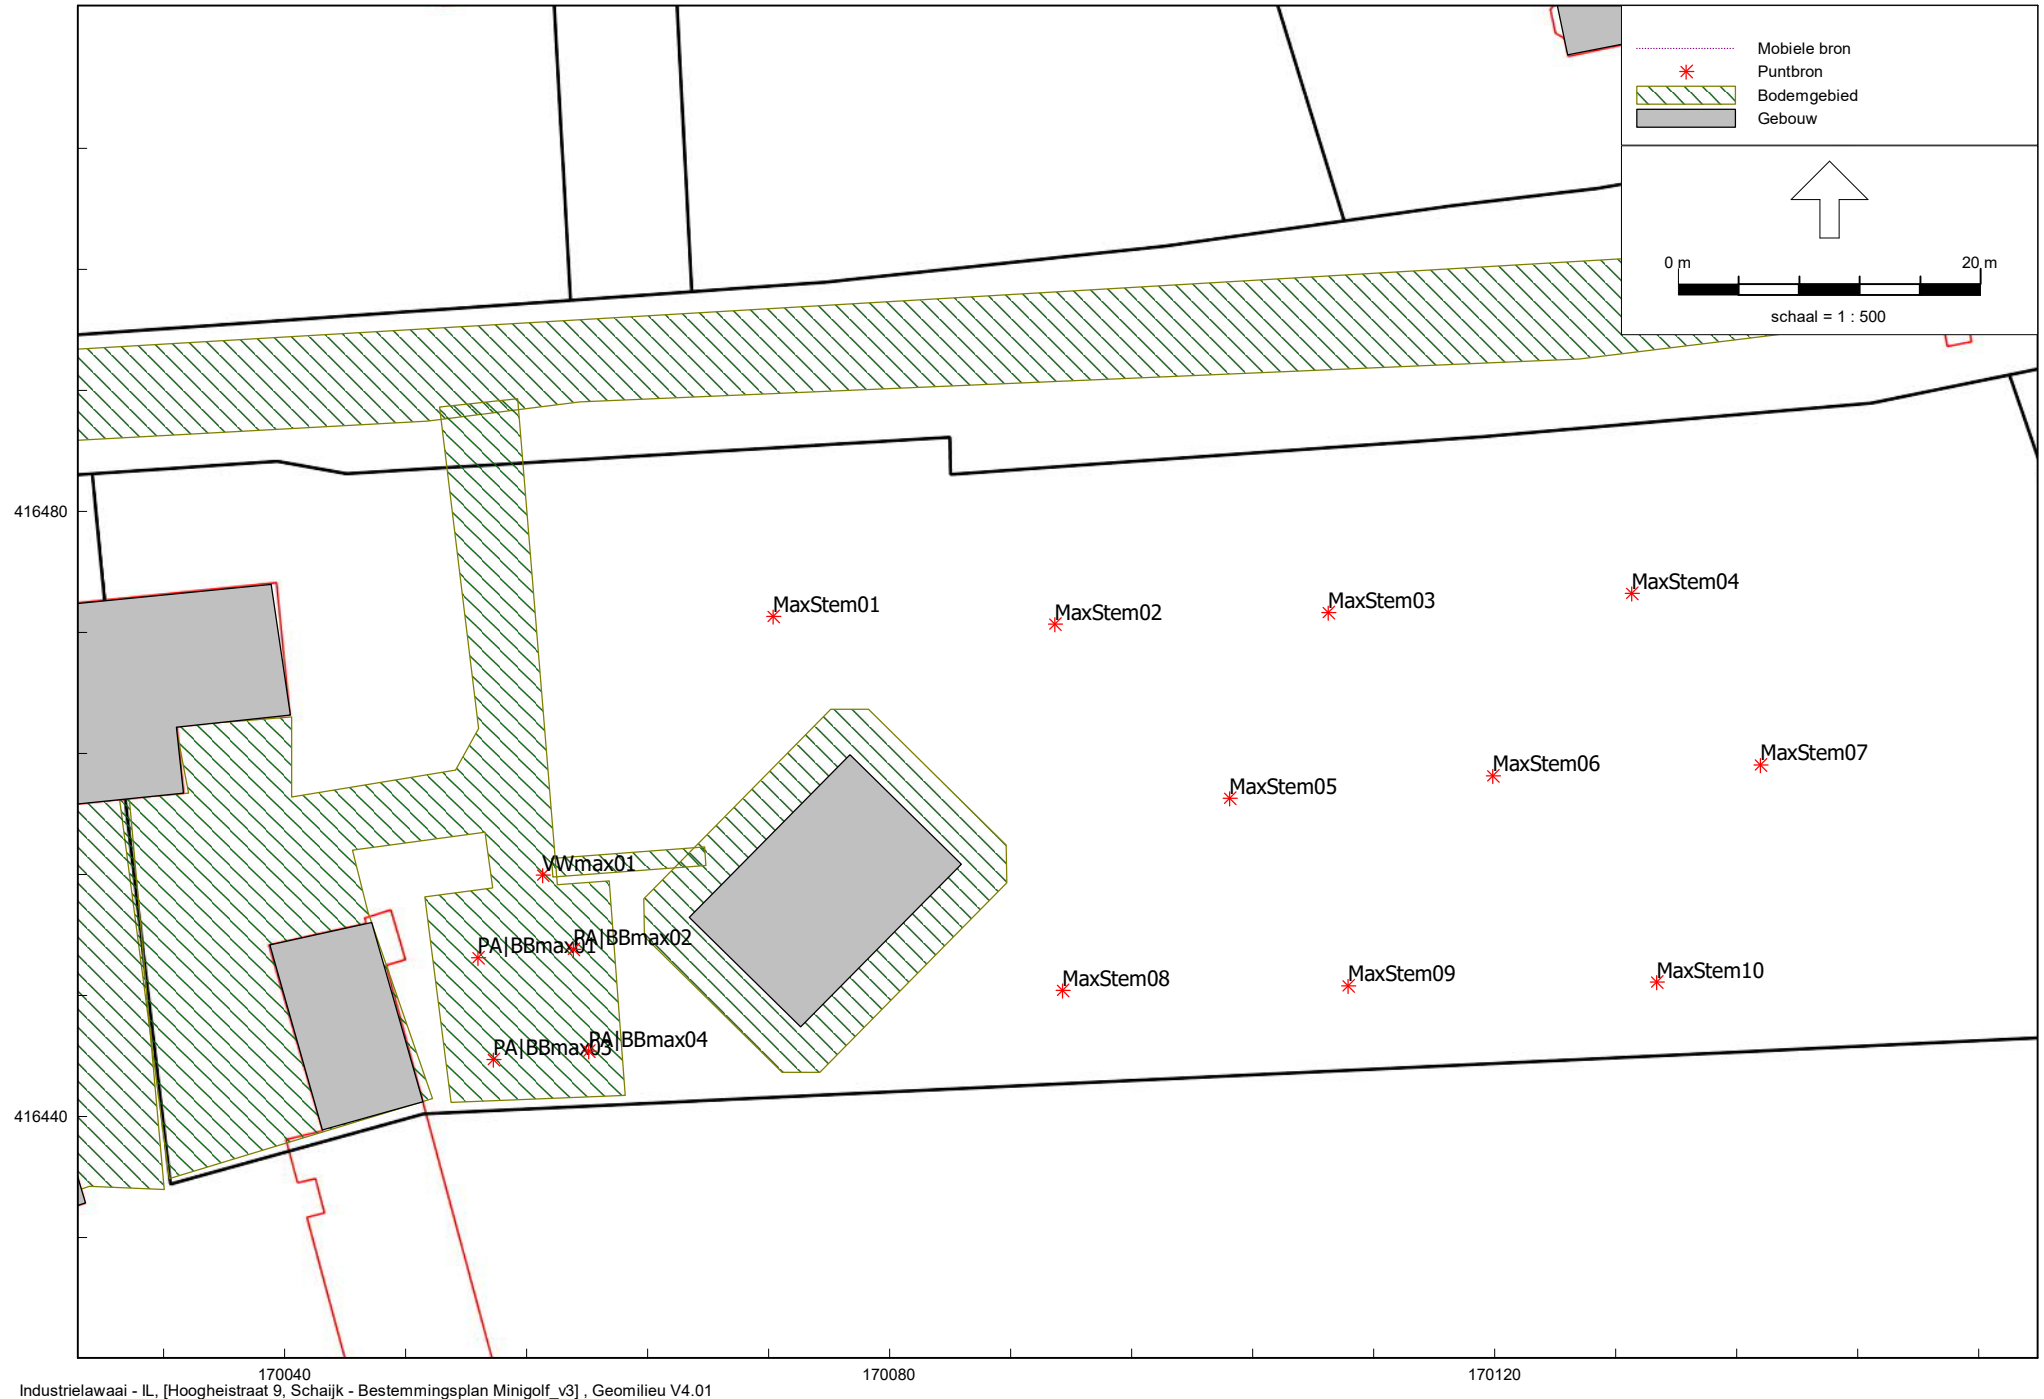 Mobiele bron
Puntbron
Bodemgebied
Gebouw
0 m 20 m
schaal = 1 : 500
416480
MaxStem01
MaxStem02
MaxStem03
MaxStem04
MaxStem05
MaxStem06
MaxStem07
VWmax01
PA|BBmax01
PA|BBmax02
MaxStem08
MaxStem09
MaxStem10
PA|BBmax03
PA|BBmax04
416440
170040 170080 170120
Industrielawaai - IL, [Hoogheistraat 9, Schaijk - Bestemmingsplan Minigolf_v3] , Geomilieu V4.01